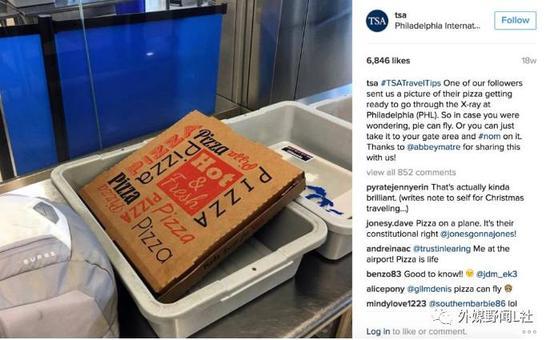 tsa
Philadelphia Internat...
Follow
TSA
6,846 likes
18w
tsa #TSATravelTips One of our followers
sent us a picture of their pizza getting
ready to go through the X-ray at
Philadelphia (PHL). So in case you were
wondering, pie can fly. Or you can just
take it to your gate area and #nom on it.
Thanks to @abbeymatre for sharing this
with us!
view all 852 comments
pyratejennyerin That's actually kinda
brilliant. (writes note to self for Christmas
traveling...)
jonesy.dave Pizza on a plane. It's their
constitutional right @jonesgonnajones!
andreinaac @trustinlearing Me at the
airport! Pizza is life
benzo83 Good to know!! @jdm_ek3
alicepony @gilmdenis pizza can fly
mindylove1223 @southernbarbie86 lol
Log in to like or comment.
外媒野闻L社
Pizza
PIZZA
Pizza
Hot
&
Fresh
Pizza
PIZZA
Pizza
Pizza
Pizza